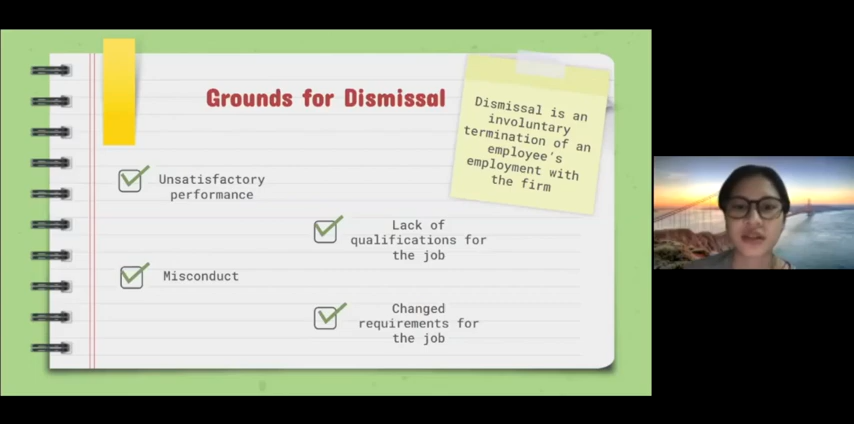 Grounds for Dismissal
Dismissal is an
involuntary
termination of an
employee's
employment with
the firm
Unsatisfactory
performance
Lack of
qualifications for
the job
Misconduct
Changed
requirements for
the job